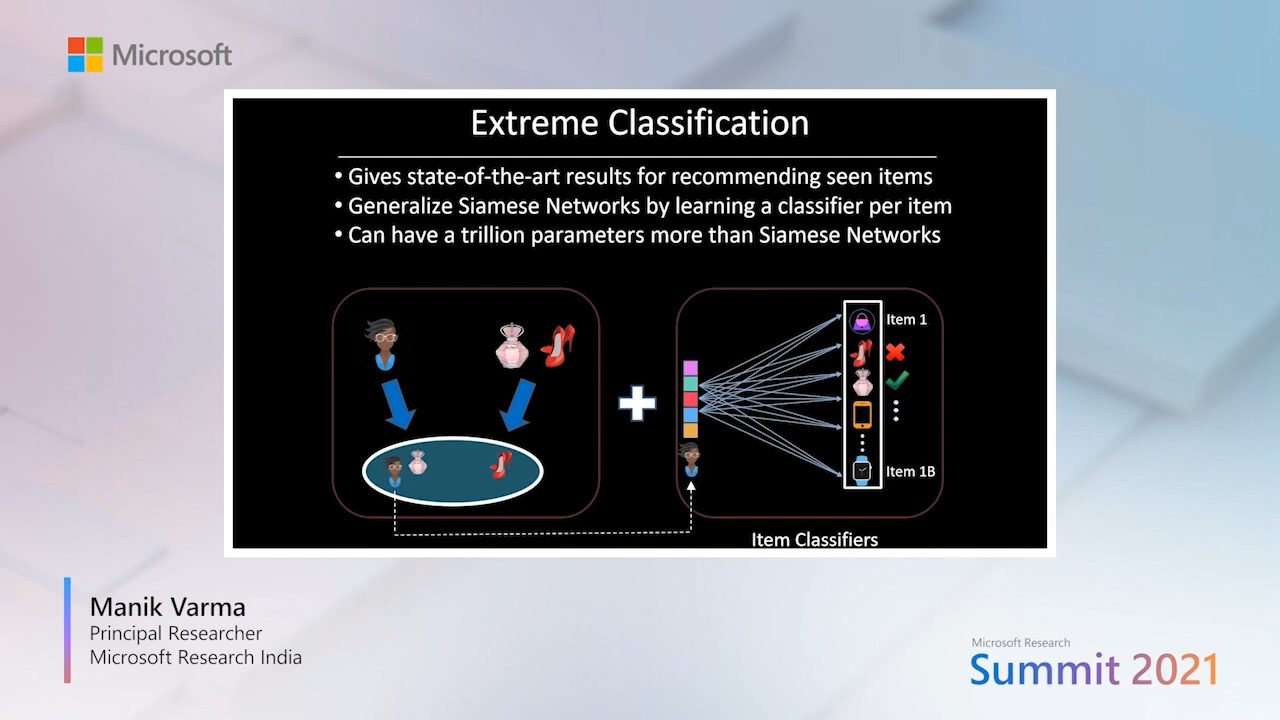 Microsoft
Extreme Classification
• Gives state-of-the-art results for recommending seen items
• Generalize Siamese Networks by learning a classifier per item
• Can have a trillion parameters more than Siamese Networks
Item 1
Item 1B
Item Classifiers
Manik Varma
Principal Researcher
Microsoft Research India
Microsoft Research
Summit 2021